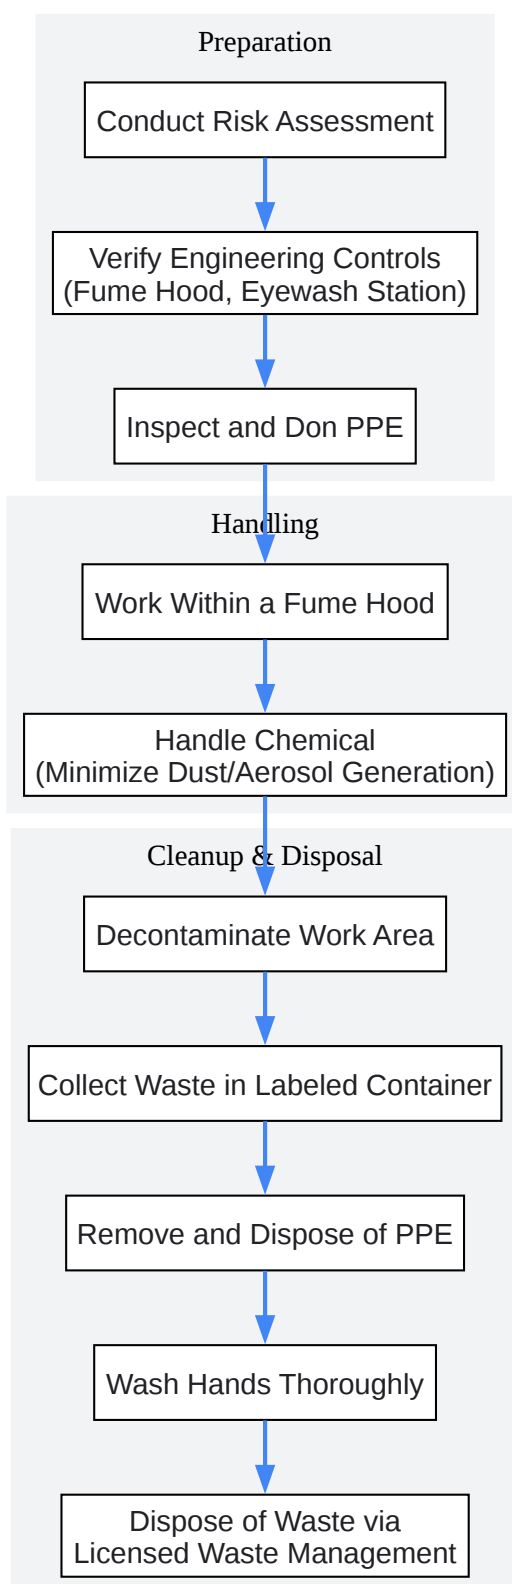 Preparation
Conduct Risk Assessment
Verify Engineering Controls
(Fume Hood, Eyewash Station)
Inspect and Don PPE
Handling
Work Within a Fume Hood
Handle Chemical
(Minimize Dust/Aerosol Generation)
Cleanup & Disposal
Decontaminate Work Area
Collect Waste in Labeled Container
Remove and Dispose of PPE
Wash Hands Thoroughly
Dispose of Waste via
Licensed Waste Management